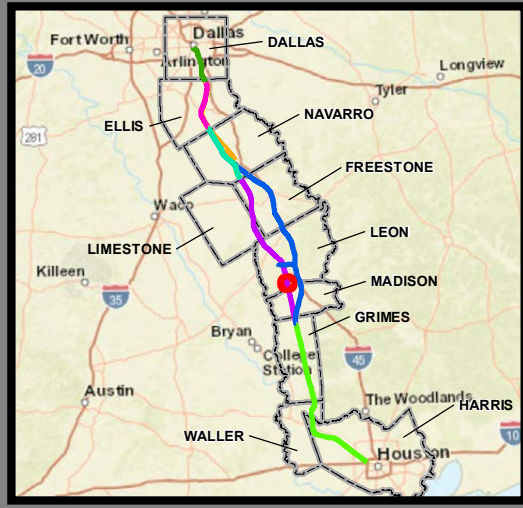 Fort Worth
Dallas
DALLAS
Arlington
20
Longview
Tyler
281
ELLIS
NAVARRO
FREESTONE
Waco
LIMESTONE
LEON
Killeen
MADISON
35
GRIMES
Bryan
College
Station
45
Austin
The Woodlands
HARRIS
WALLER
10
Houston